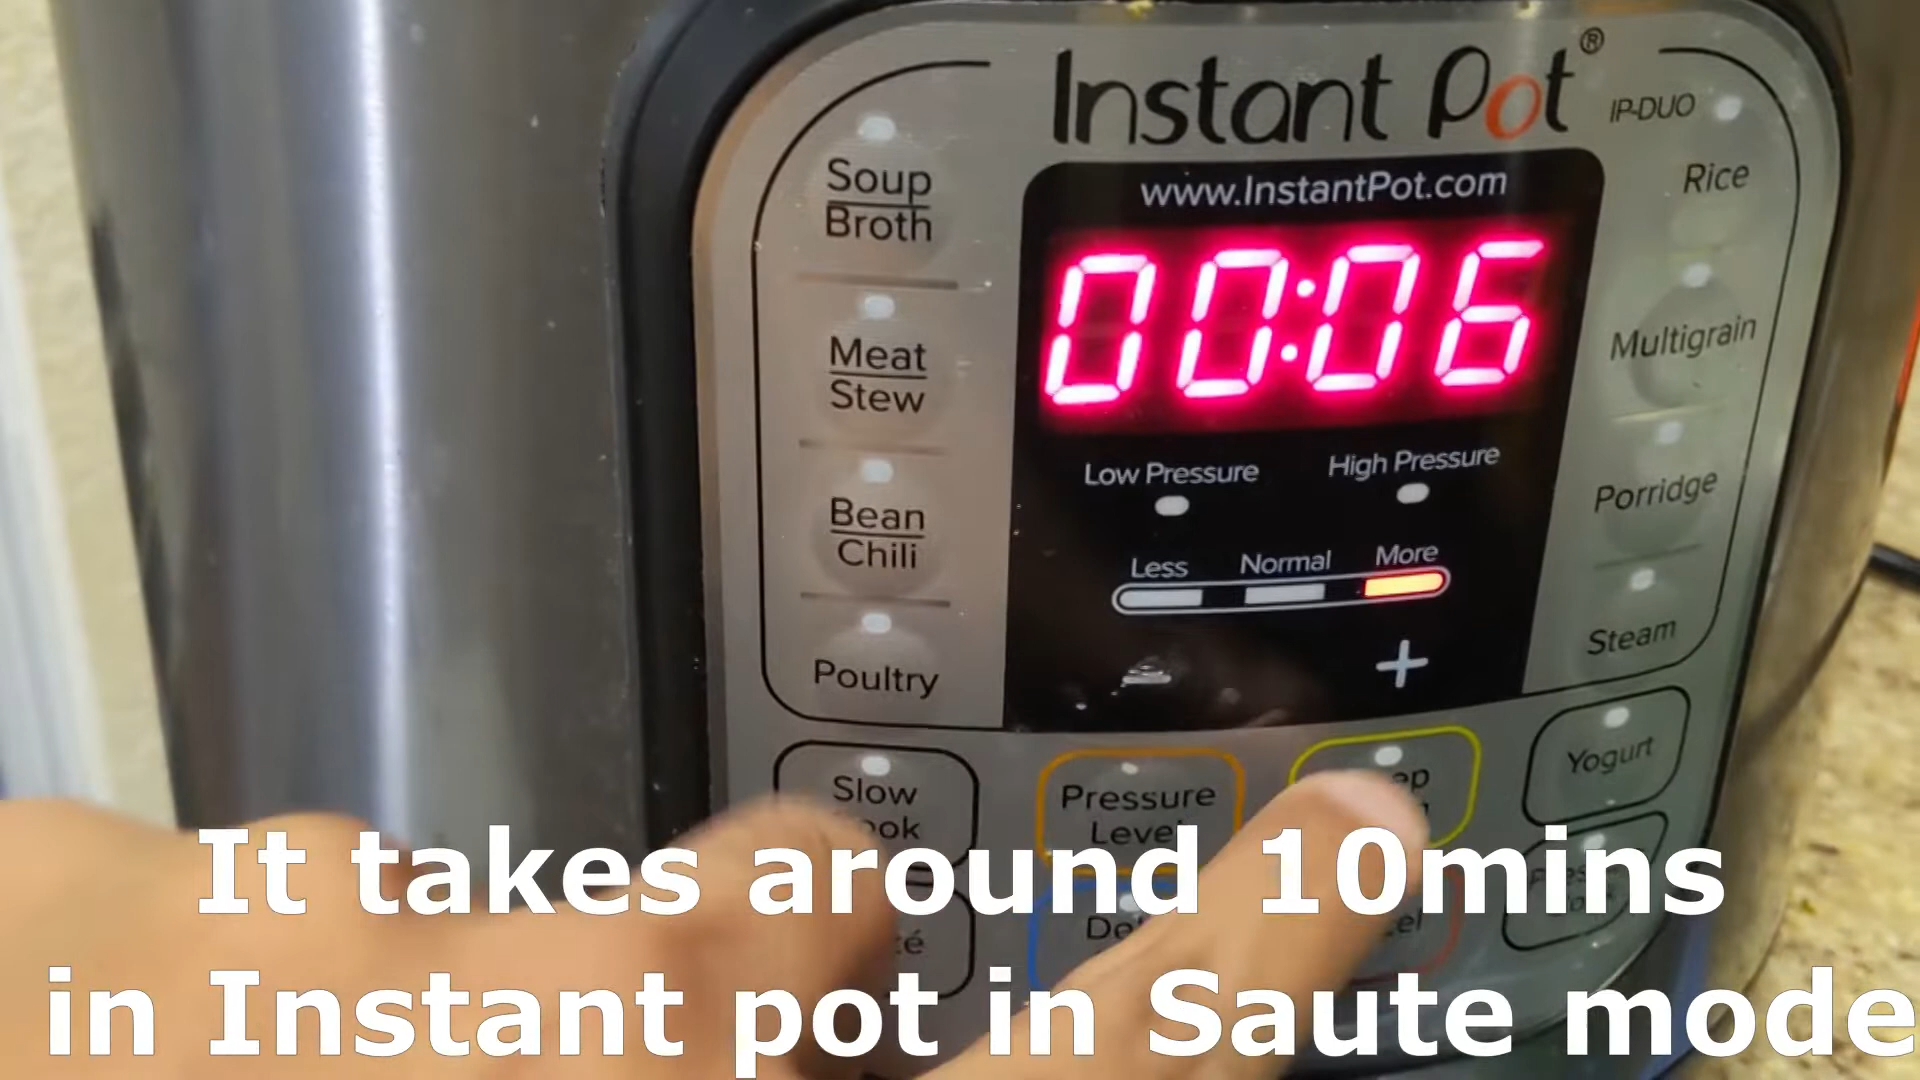 Instant Pot®
IP-DUO
www.InstantPot.com
00:06
Soup
Broth
Meat
Stew
Bean
Chili
Poultry
Low Pressure
High Pressure
Less
Normal
More
+
Rice
Multigrain
Porridge
Steam
Slow
Pressure
Level
Yogurt
It takes around 10mins
in Instant pot in Saute mode